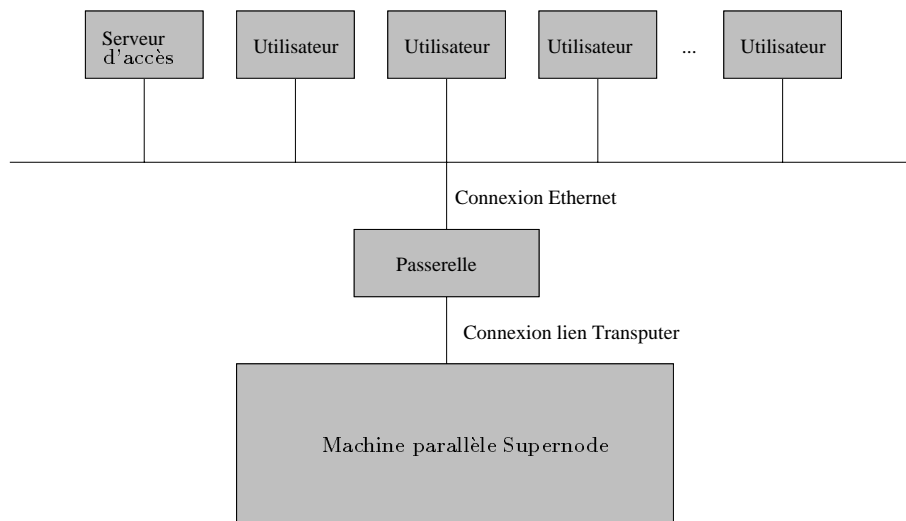 Serveur
d'accès
Utilisateur
Utilisateur
Utilisateur
...
Utilisateur
Connexion Ethernet
Passerelle
Connexion lien Transputer
Machine parallèle Supernode